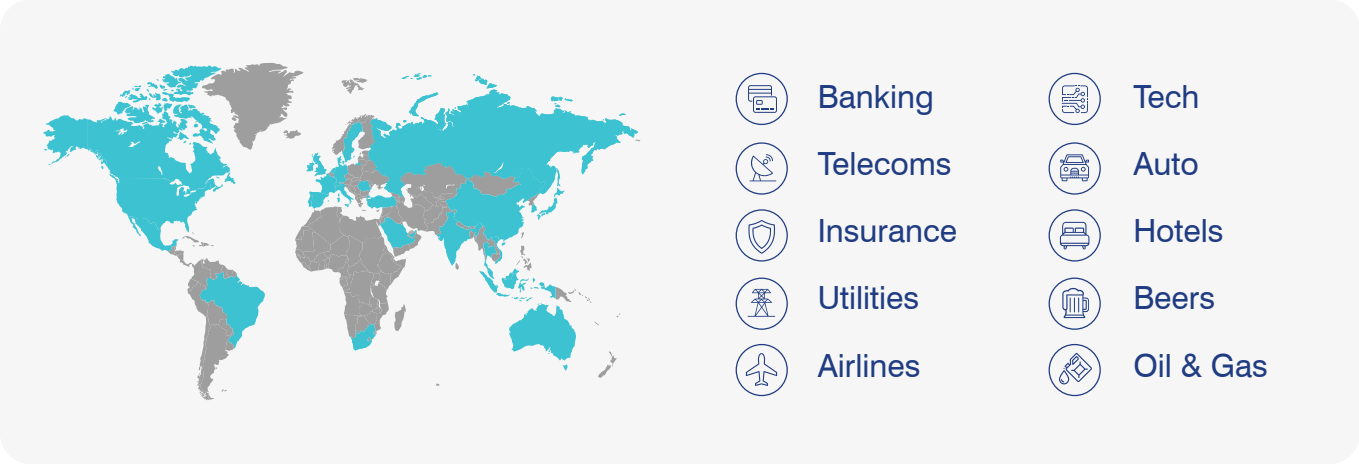 Banking
Telecoms
Insurance
Utilities
Airlines
Tech
Auto
Hotels
Beers
Oil & Gas